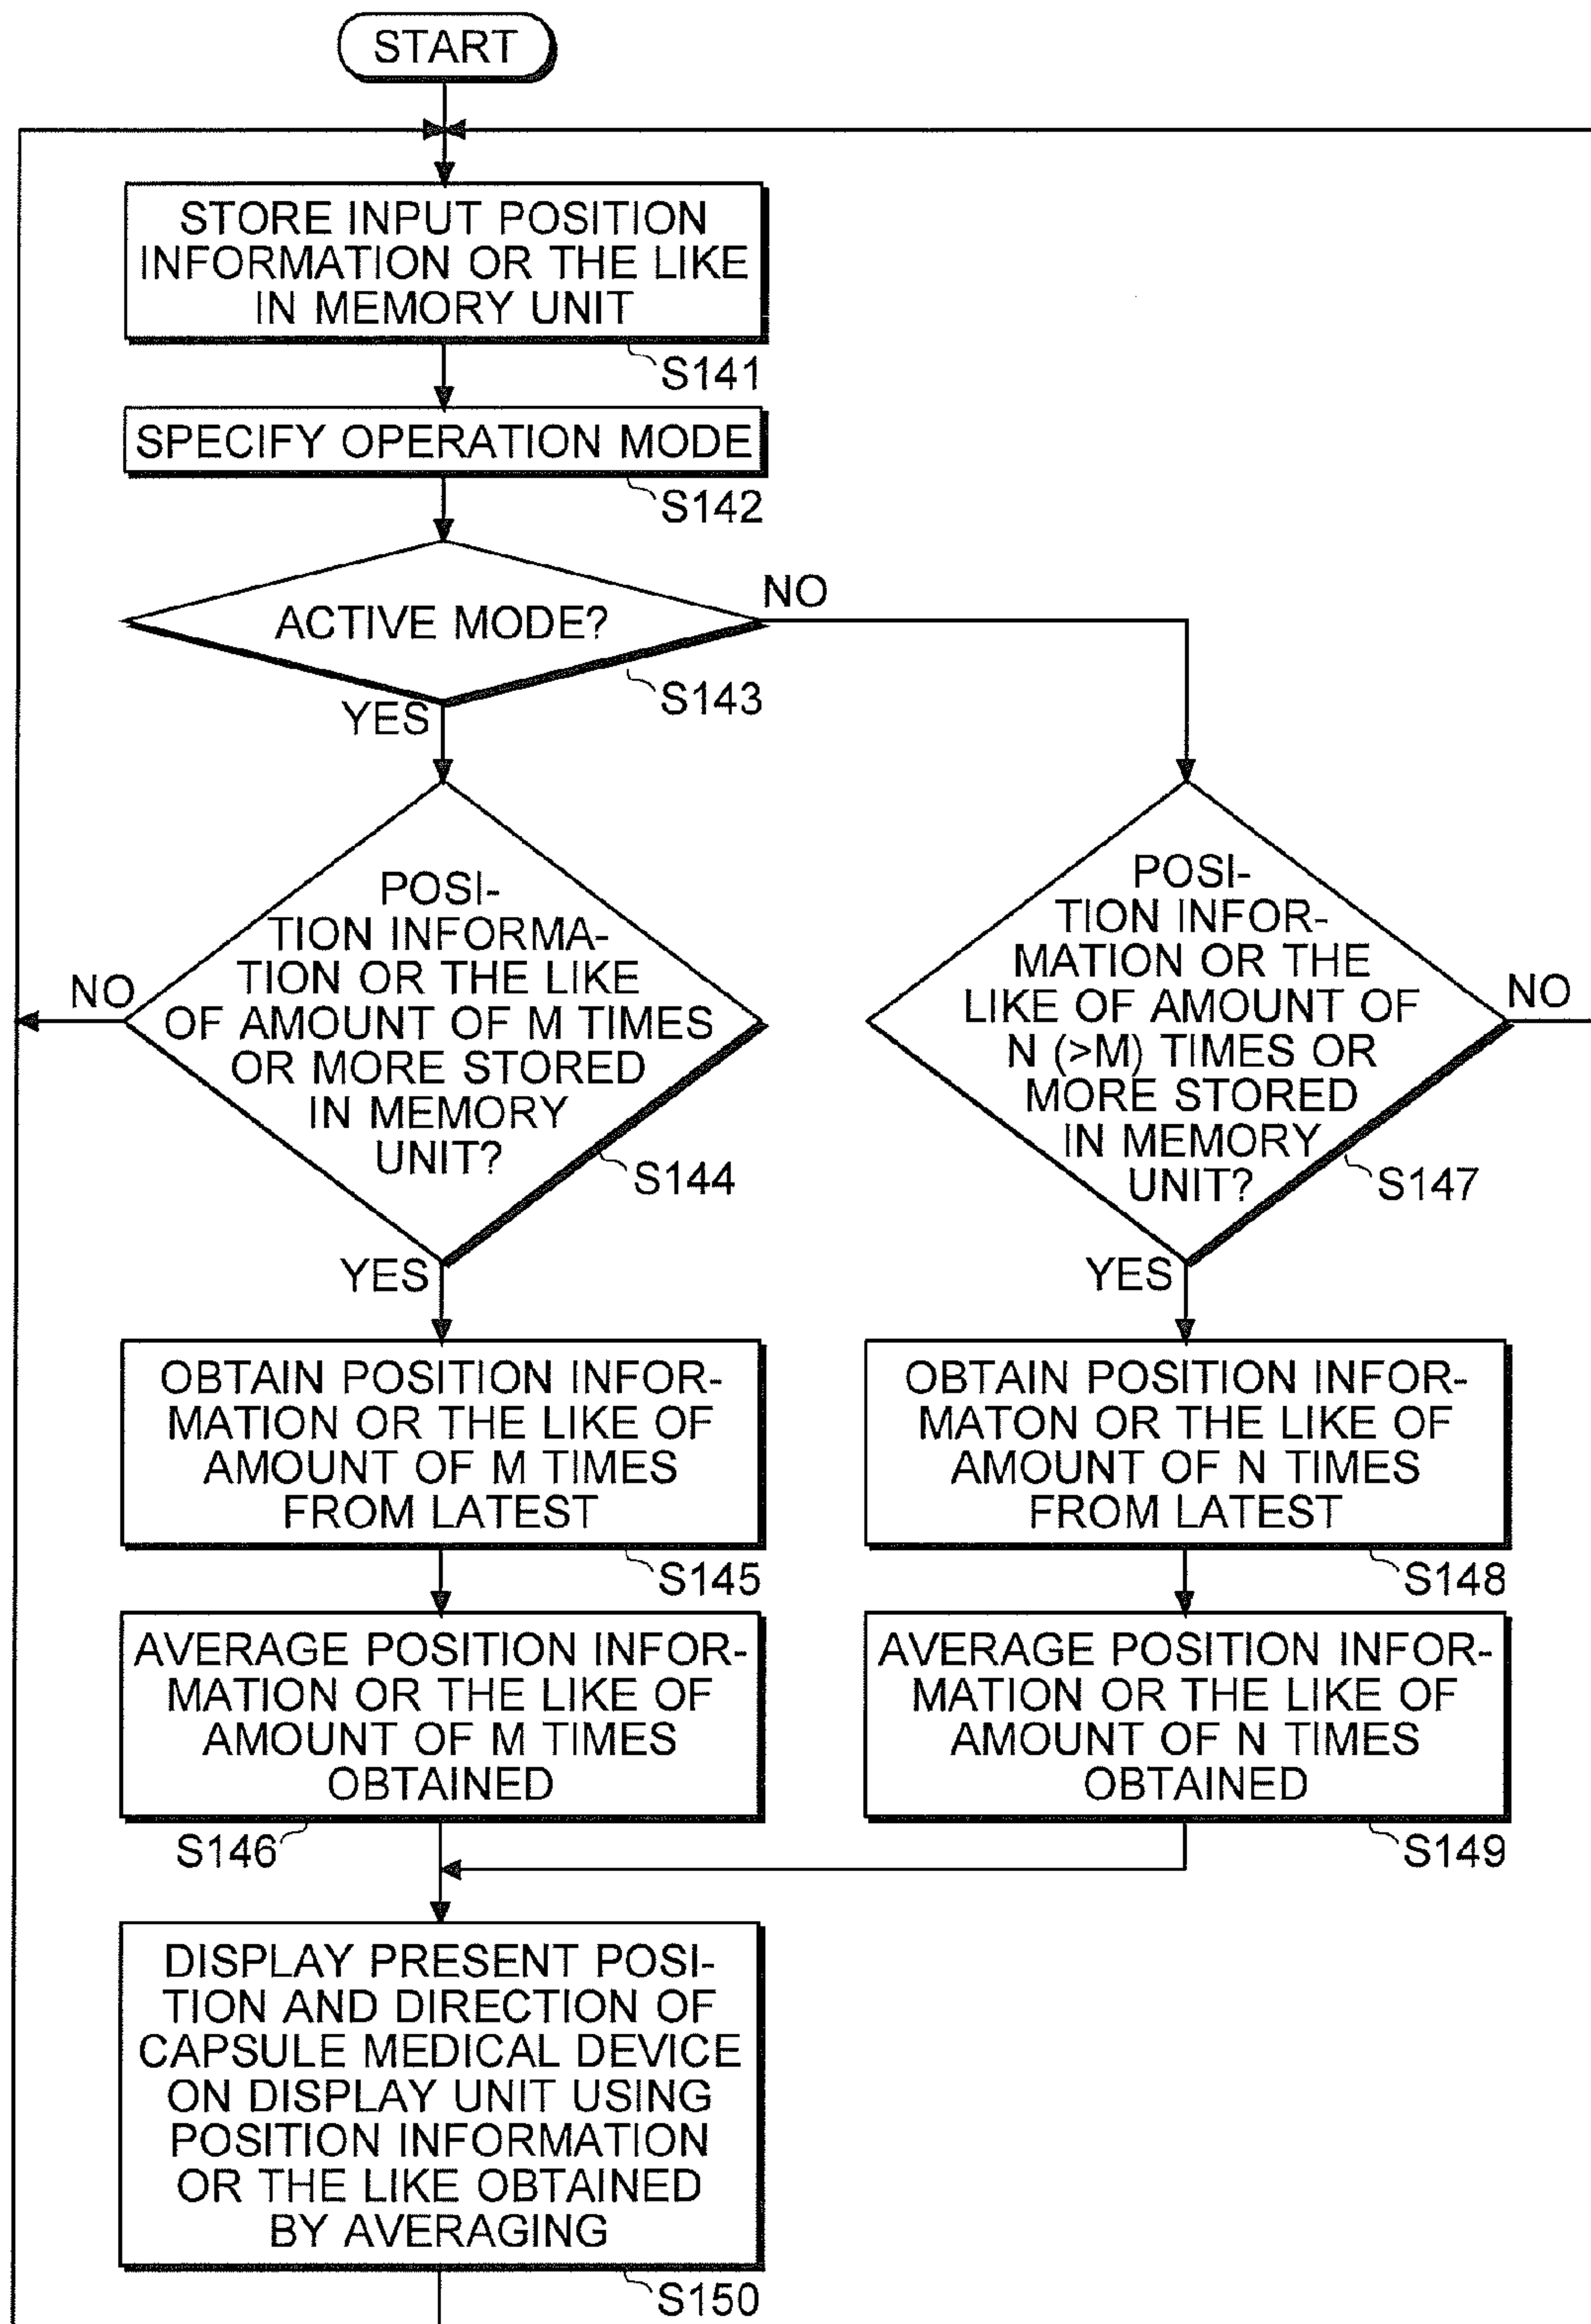 START
STORE INPUT POSITION
INFORMATION OR THE LIKE
IN MEMORY UNIT
S141
SPECIFY OPERATION MODE
S142
ACTIVE MODE?
NO
S143
YES
POSI-
TION INFORMA-
TION OR THE LIKE
OF AMOUNT OF M TIMES
OR MORE STORED
IN MEMORY
UNIT?
NO
S144
YES
POSI-
TION INFOR-
MATION OR THE
LIKE OF AMOUNT OF
N (>M) TIMES OR
MORE STORED
IN MEMORY
UNIT?
NO
S147
YES
OBTAIN POSITION INFOR-
MATION OR THE LIKE OF
AMOUNT OF M TIMES
FROM LATEST
S145
OBTAIN POSITION INFOR-
MATON OR THE LIKE OF
AMOUNT OF N TIMES
FROM LATEST
S148
AVERAGE POSITION INFOR-
MATION OR THE LIKE OF
AMOUNT OF M TIMES
OBTAINED
S146
AVERAGE POSITION INFOR-
MATION OR THE LIKE OF
AMOUNT OF N TIMES
OBTAINED
S149
DISPLAY PRESENT POSI-
TION AND DIRECTION OF
CAPSULE MEDICAL DEVICE
ON DISPLAY UNIT USING
POSITION INFORMATION
OR THE LIKE OBTAINED
BY AVERAGING
S150